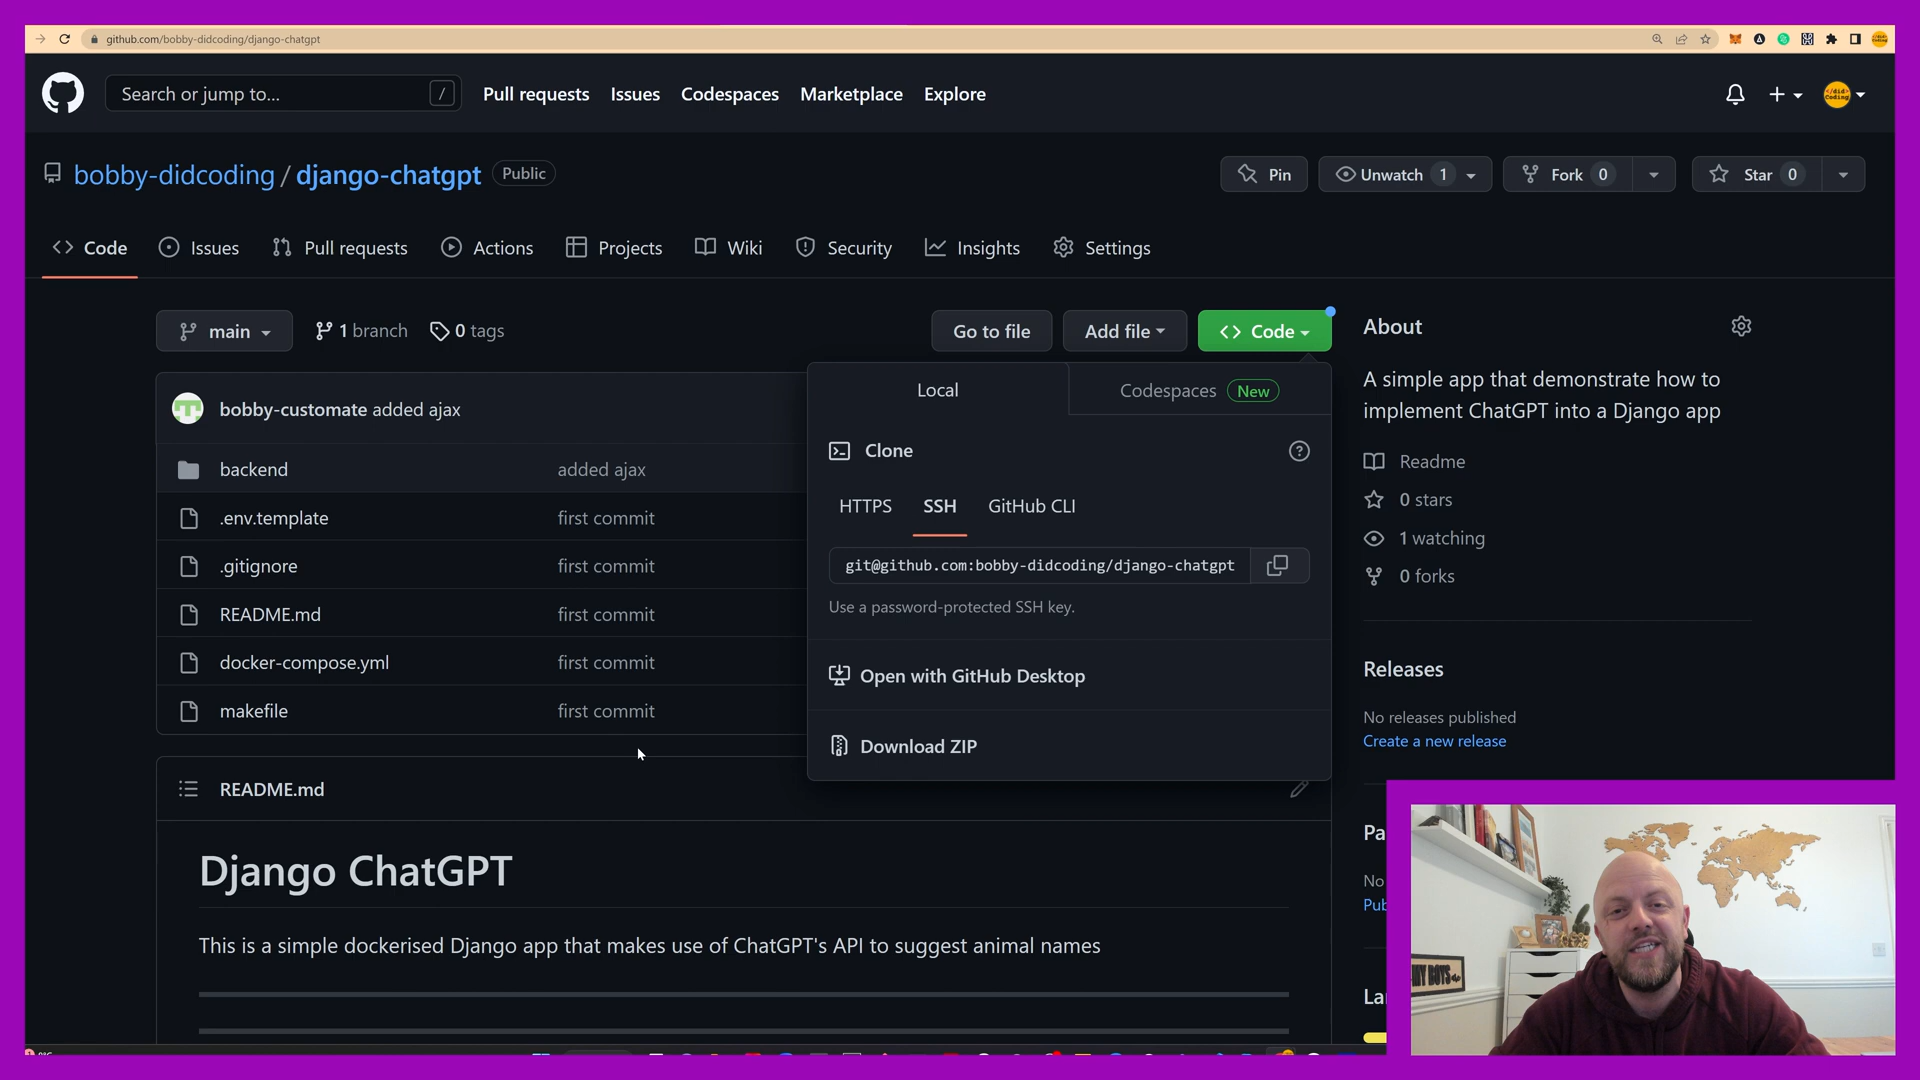 github.com/bobby-didcoding/django-chatgpt
Search or jump to... /
Pull requests Issues Codespaces Marketplace Explore
bobby-didcoding / django-chatgpt Public
Pin Unwatch 1 Fork 0 Star 0
Code Issues Pull requests Actions Projects Wiki Security Insights Settings
main 1 branch 0 tags Go to file Add file Code
bobby-customate added ajax
backend added ajax
.env.template first commit
.gitignore first commit
README.md first commit
docker-compose.yml first commit
makefile first commit
Local Codespaces New
Clone
HTTPS SSH GitHub CLI
git@github.com:bobby-didcoding/django-chatgpt
Use a password-protected SSH key.
Open with GitHub Desktop
Download ZIP
About
A simple app that demonstrate how to
implement ChatGPT into a Django app
Readme
0 stars
1 watching
0 forks
Releases
No releases published
Create a new release
Pa
No
Pub
La
README.md
Django ChatGPT
This is a simple dockerised Django app that makes use of ChatGPT's API to suggest animal names
BOYS